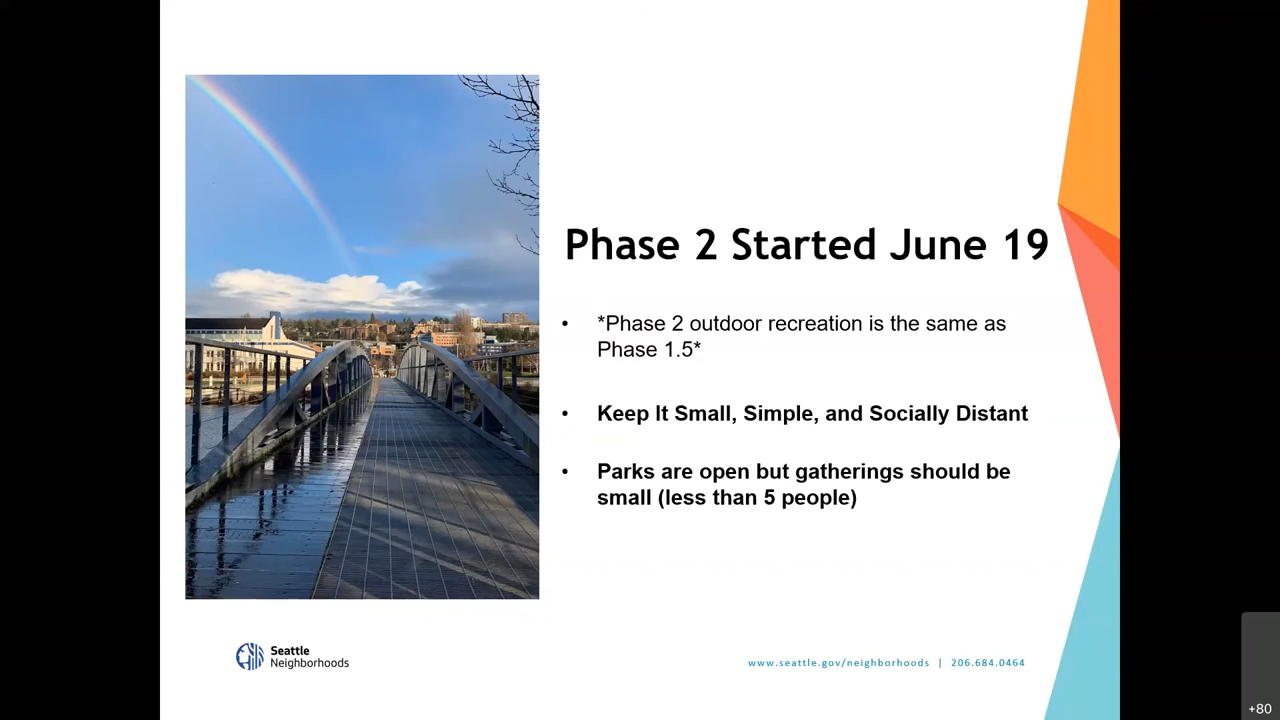 Phase 2 Started June 19
• *Phase 2 outdoor recreation is the same as
Phase 1.5*
• Keep It Small, Simple, and Socially Distant
• Parks are open but gatherings should be
small (less than 5 people)
Seattle
Neighborhoods
www.seattle.gov/neighborhoods | 206.684.0464
+80